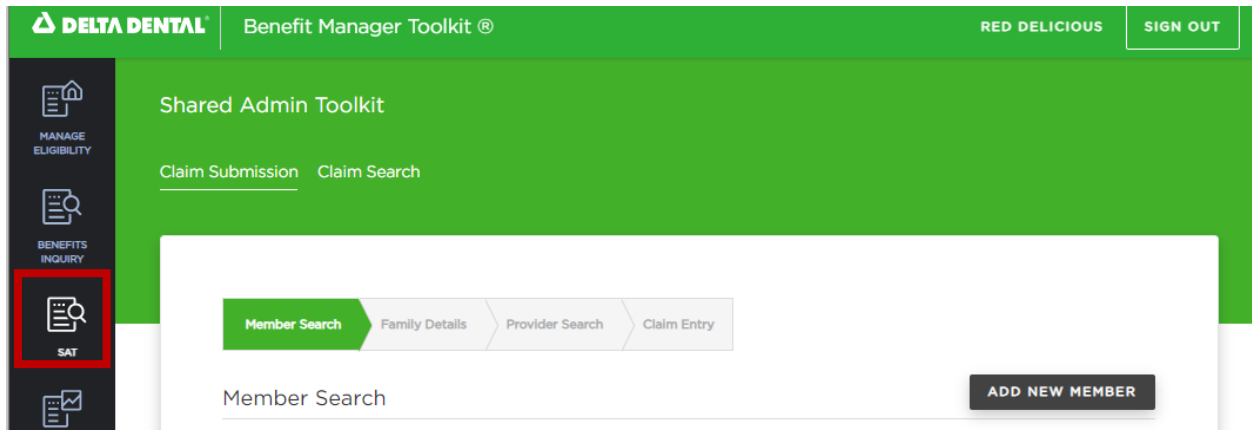 DELTA DENTAL® Benefit Manager Toolkit ® RED DELICIOUS SIGN OUT
MANAGE
ELIGIBILITY
BENEFITS
INQUIRY
SAT
Shared Admin Toolkit
Claim Submission Claim Search
Member Search Family Details Provider Search Claim Entry
Member Search
ADD NEW MEMBER